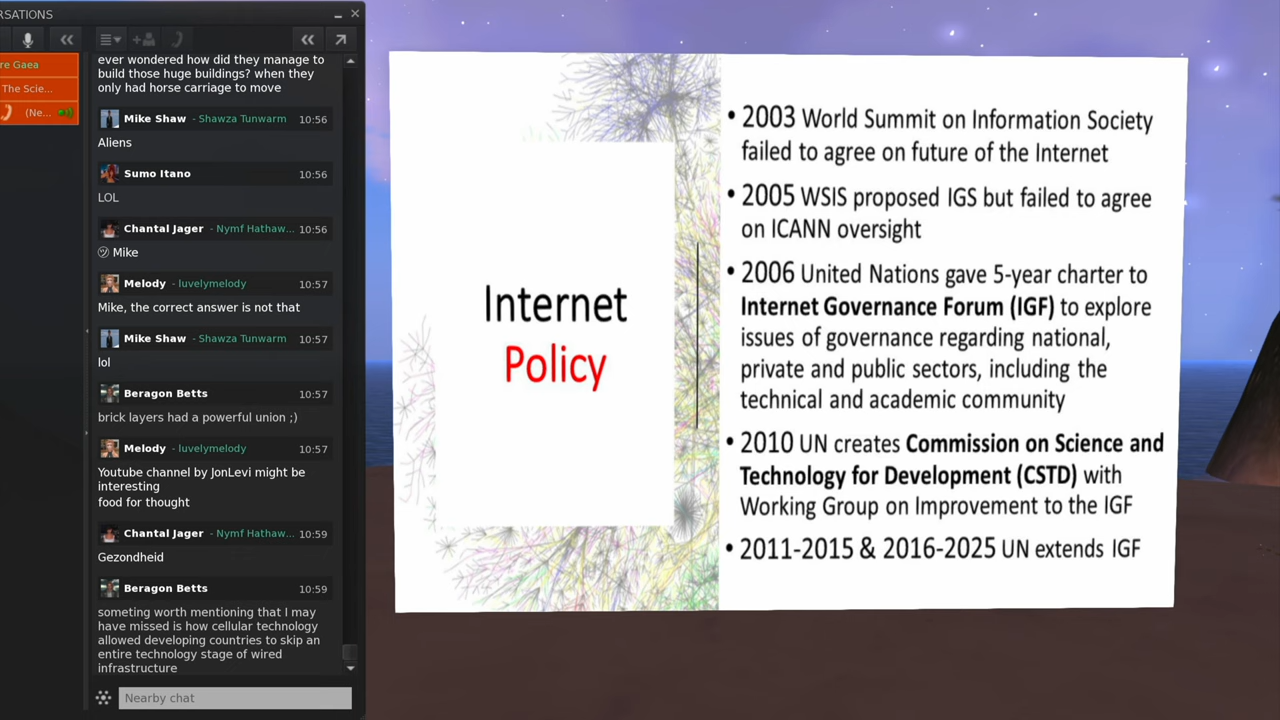 RSATIONS
re Gaea
The Scie...
(Ne...
ever wondered how did they manage to
build those huge buildings? when they
only had horse carriage to move
Mike Shaw - Shawza Tunwarm 10:56
Aliens
Sumo Itano 10:56
LOL
Chantal Jager - Nymf Hathaw... 10:56
㋡ Mike
Melody - luvelymelody 10:57
Mike, the correct answer is not that
Mike Shaw - Shawza Tunwarm 10:57
lol
Beragon Betts 10:57
brick layers had a powerful union ;)
Melody - luvelymelody 10:57
Youtube channel by JonLevi might be
interesting
food for thought
Chantal Jager - Nymf Hathaw... 10:59
Gezondheid
Beragon Betts 10:59
someting worth mentioning that I may
have missed is how cellular technology
allowed developing countries to skip an
entire technology stage of wired
infrastructure
Nearby chat
Internet
Policy
• 2003 World Summit on Information Society
failed to agree on future of the Internet
• 2005 WSIS proposed IGS but failed to agree
on ICANN oversight
• 2006 United Nations gave 5-year charter to
Internet Governance Forum (IGF) to explore
issues of governance regarding national,
private and public sectors, including the
technical and academic community
• 2010 UN creates Commission on Science and
Technology for Development (CSTD) with
Working Group on Improvement to the IGF
• 2011-2015 & 2016-2025 UN extends IGF